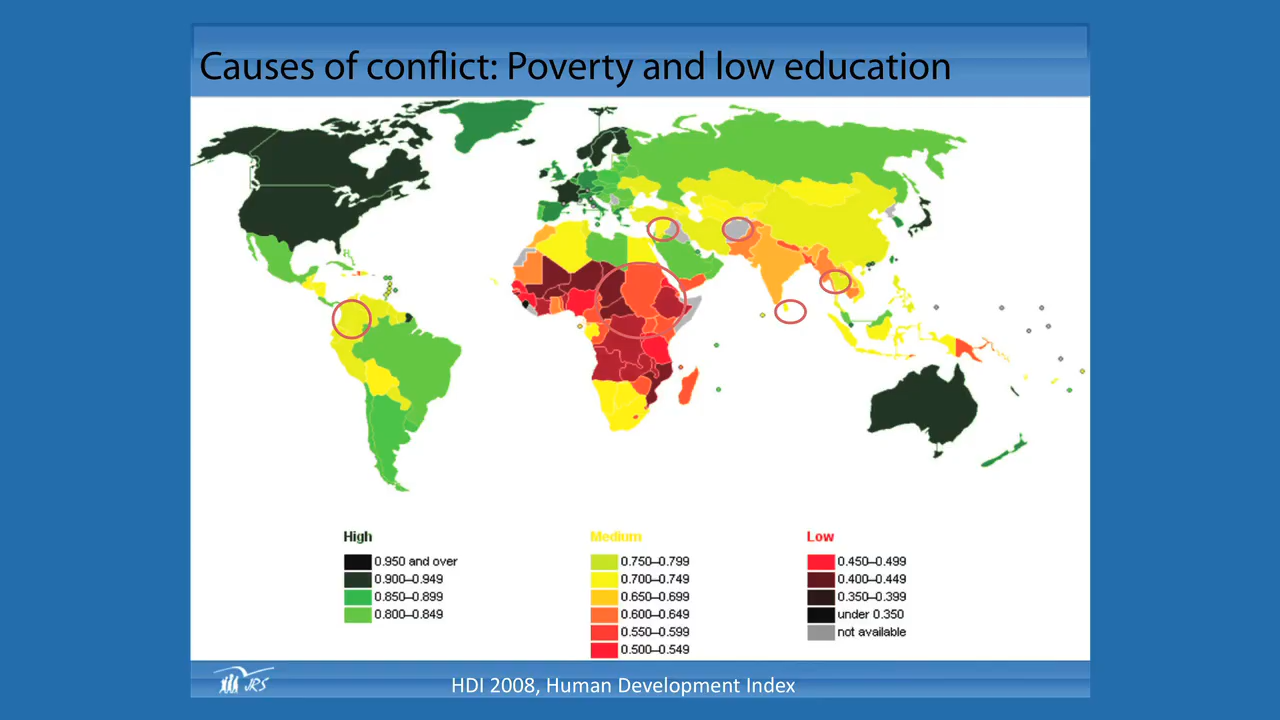 Causes of conflict: Poverty and low education
High
0.950 and over
0.900–0.949
0.850–0.899
0.800–0.849
Medium
0.750–0.799
0.700–0.749
0.650–0.699
0.600–0.649
0.550–0.599
0.500–0.549
Low
0.450–0.499
0.400–0.449
0.350–0.399
under 0.350
not available
JRS
HDI 2008, Human Development Index